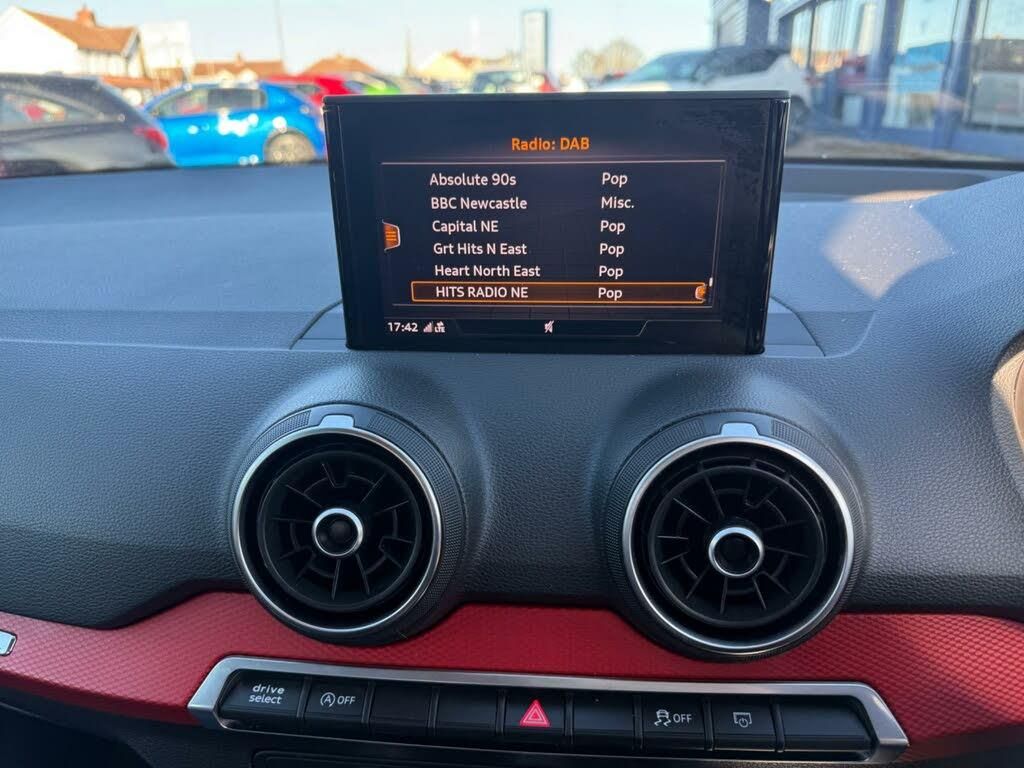 Radio: DAB
Absolute 90s Pop
BBC Newcastle Misc.
Capital NE Pop
Grt Hits N East Pop
Heart North East Pop
HITS RADIO NE Pop
17:42 LTE
drive
select
A OFF
OFF